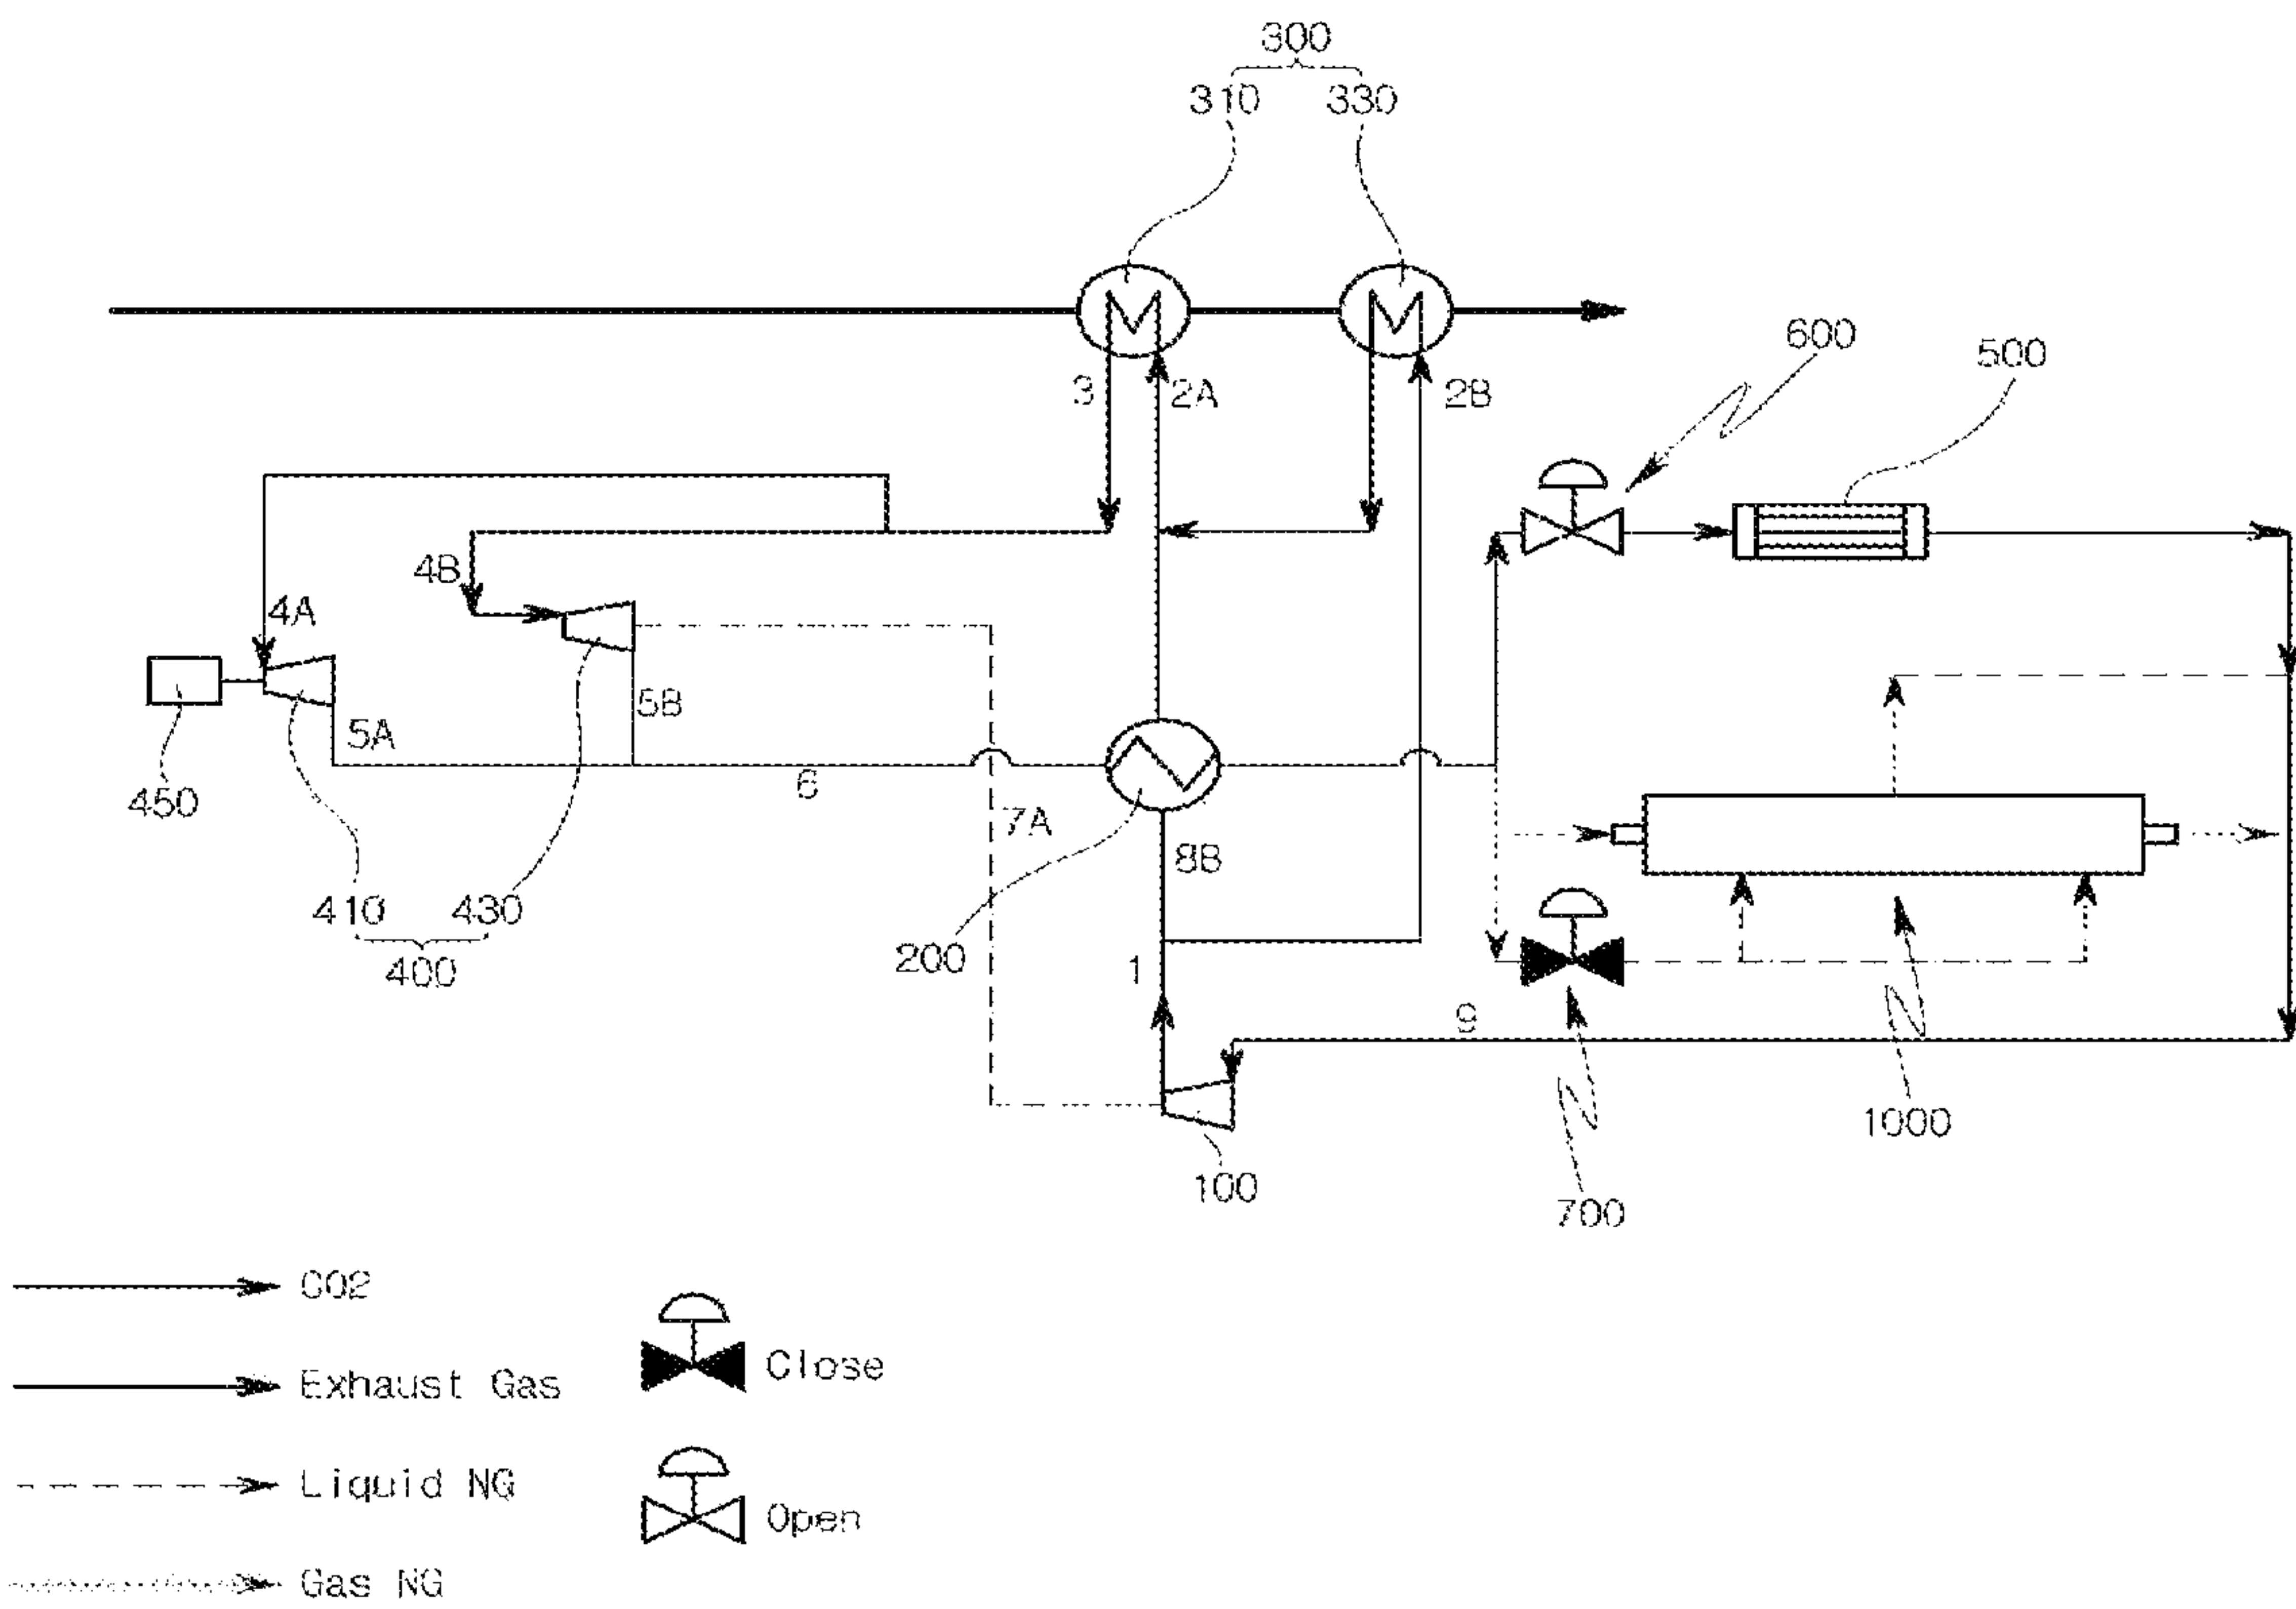 300
310 330
600
500
3 2A 2B
4B
4A
5B
5A
450
6
7A
8B
410 430
400
200
1
9
1000
100
700
CO2
Exhaust Gas
Liquid NG
Gas NG
Close
Open